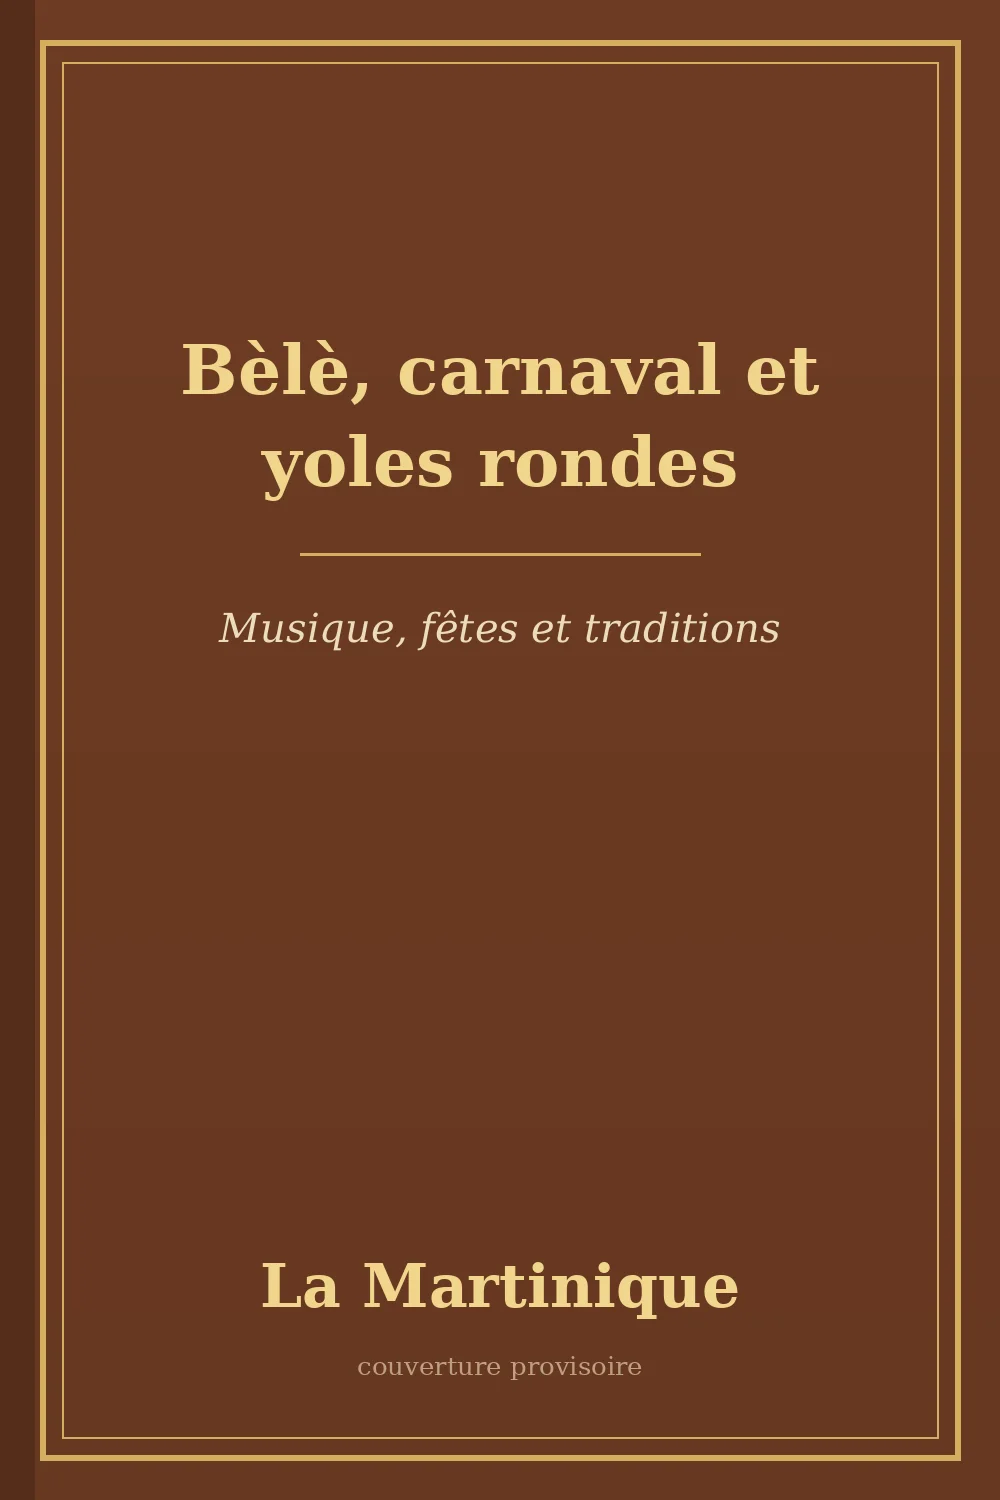 Bèlè, carnaval et
yoles rondes
Musique, fêtes et traditions
La Martinique
couverture provisoire